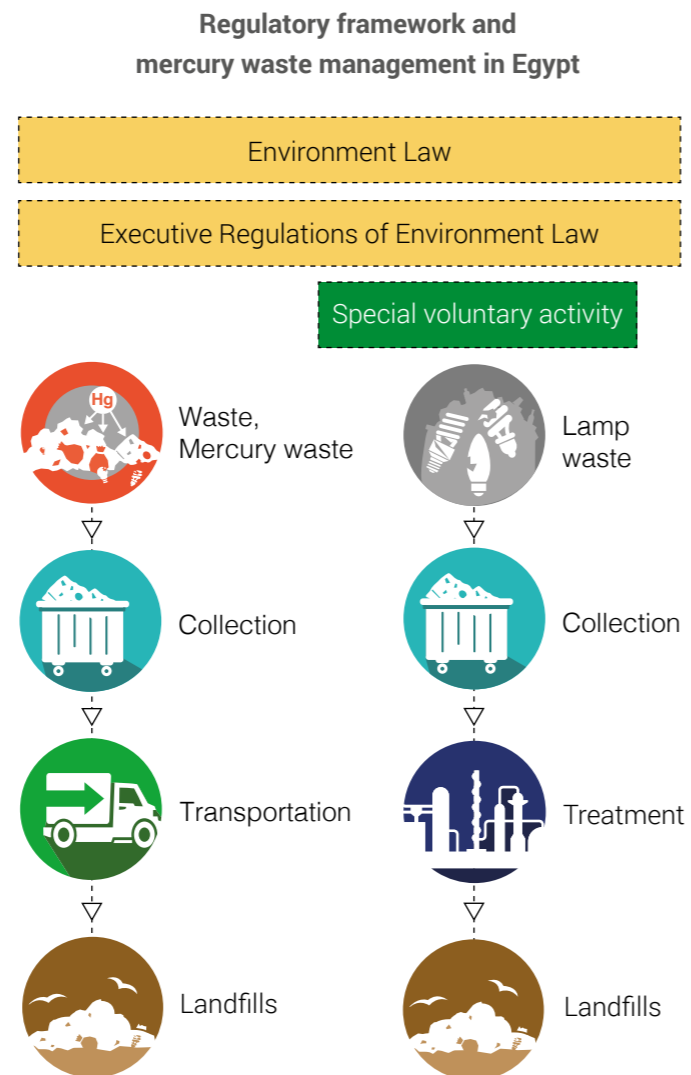 Regulatory framework and
mercury waste management in Egypt
Environment Law
Executive Regulations of Environment Law
Special voluntary activity
Hg
Waste,
Mercury waste
Collection
Transportation
Landfills
Lamp
waste
Collection
Treatment
Landfills